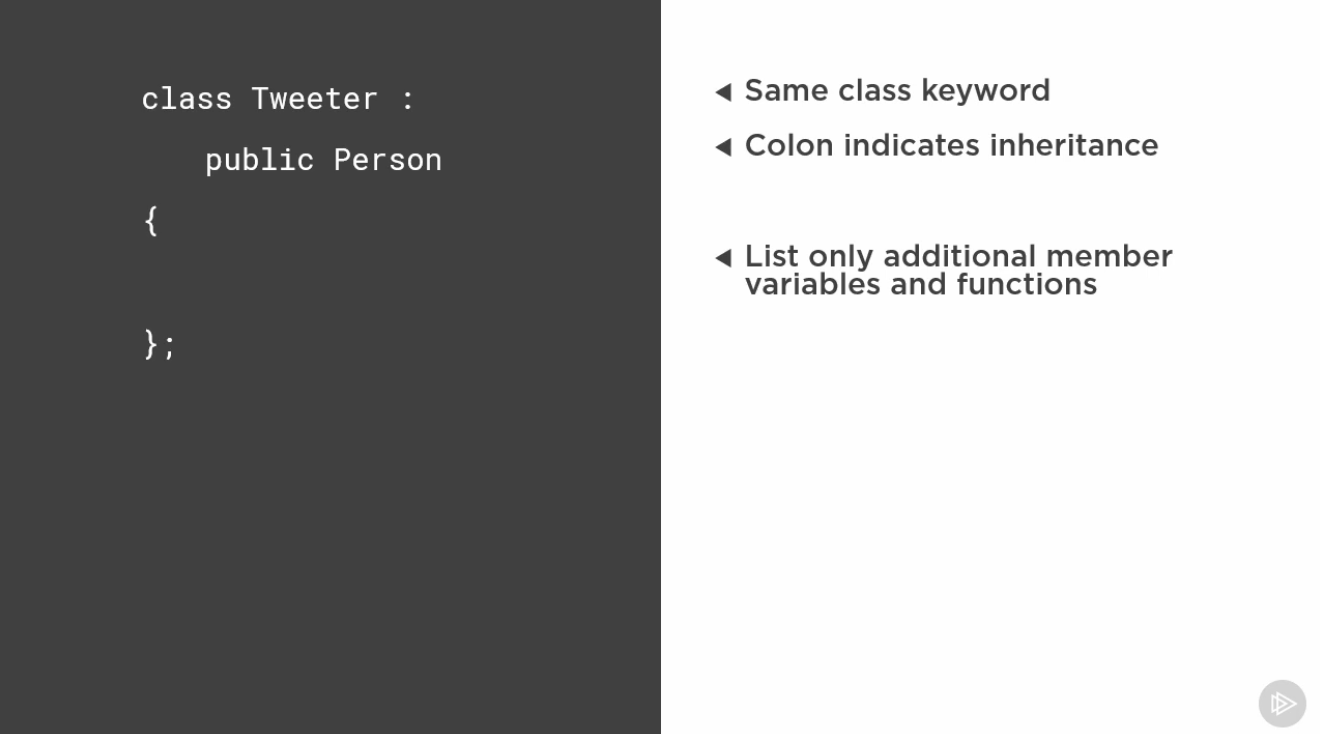 class Tweeter :
public Person
{
};
Same class keyword
Colon indicates inheritance
List only additional member
variables and functions